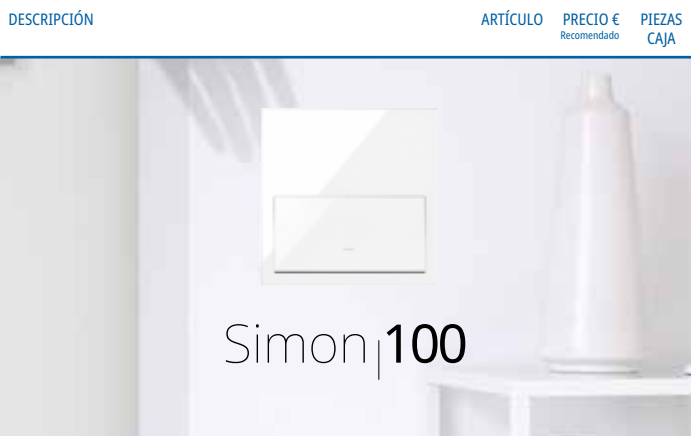 DESCRIPCIÓN ARTÍCULO PRECIO € PIEZAS
Recomendado CAJA
Simon|100